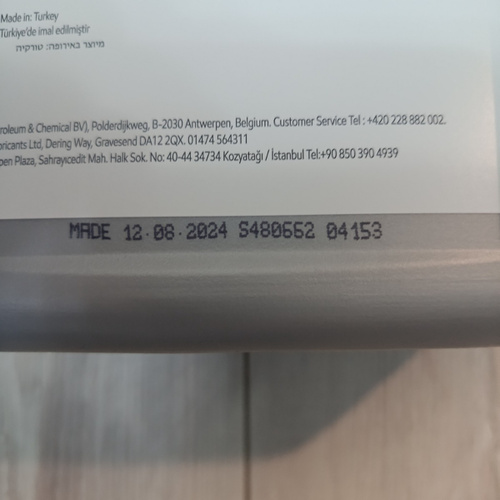 Made in: Turkey
Türkiye'de imal edilmiştir
מיוצר באירופה: טורקיה
roleum & Chemical BV), Polderdijkweg, B-2030 Antwerpen, Belgium. Customer Service Tel : +420 228 882 002.
ricants Ltd, Dering Way, Gravesend DA12 2QX. 01474 564311
pen Plaza, Sahrayıcedit Mah. Halk Sok. No: 40-44 34734 Kozyatağı / İstanbul Tel:+90 850 390 4939
MADE 12.08.2024 S480652 04153